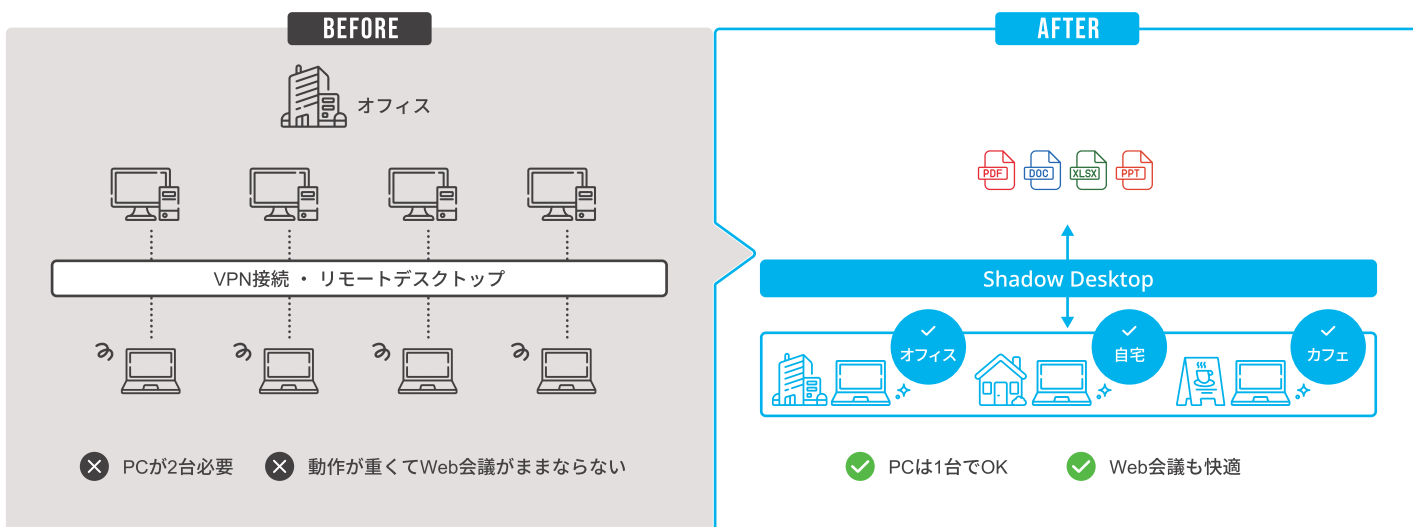 BEFORE
オフィス
VPN接続 ・ リモートデスクトップ
PCが2台必要
動作が重くてWeb会議がままならない
AFTER
PDF
DOC
XLSX
PPT
Shadow Desktop
オフィス
自宅
カフェ
PCは1台でOK
Web会議も快適